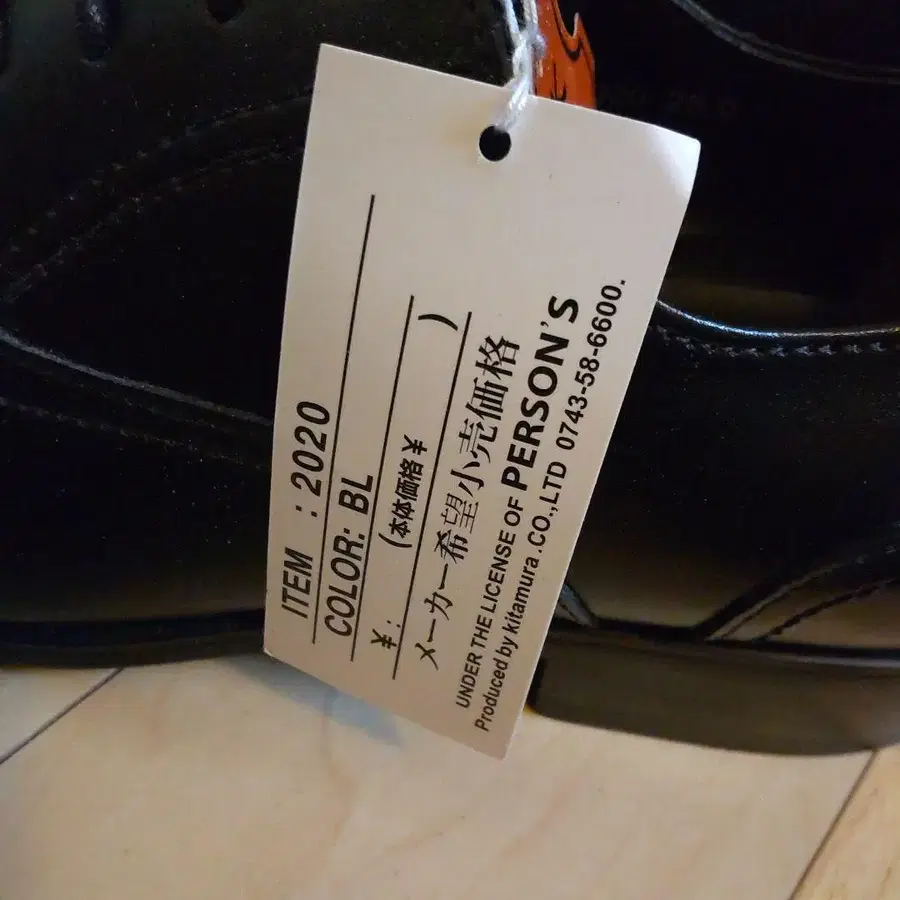 ITEM : 2020
COLOR: BL
¥:
(本体価格¥ )
メーカー希望小売価格
UNDER THE LICENSE OF PERSON'S
Produced by kitamura.CO.,LTD 0743-58-6600.